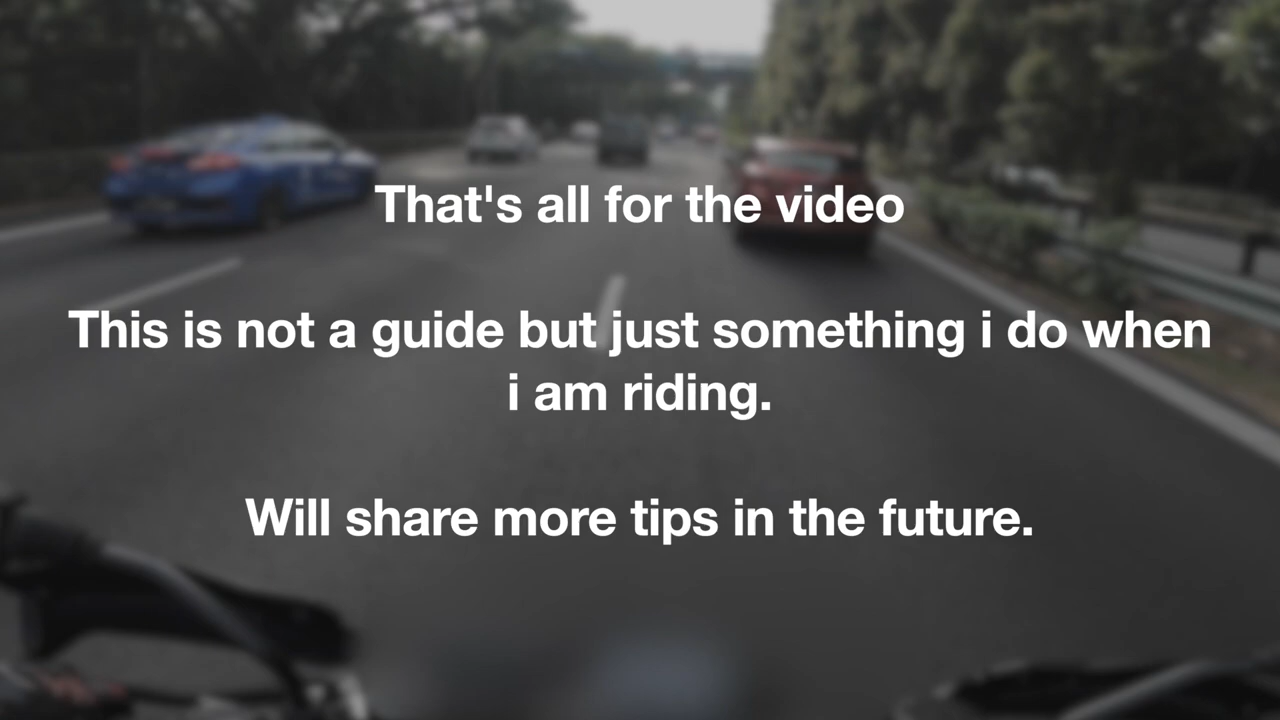 That's all for the video
This is not a guide but just something i do when
i am riding.
Will share more tips in the future.